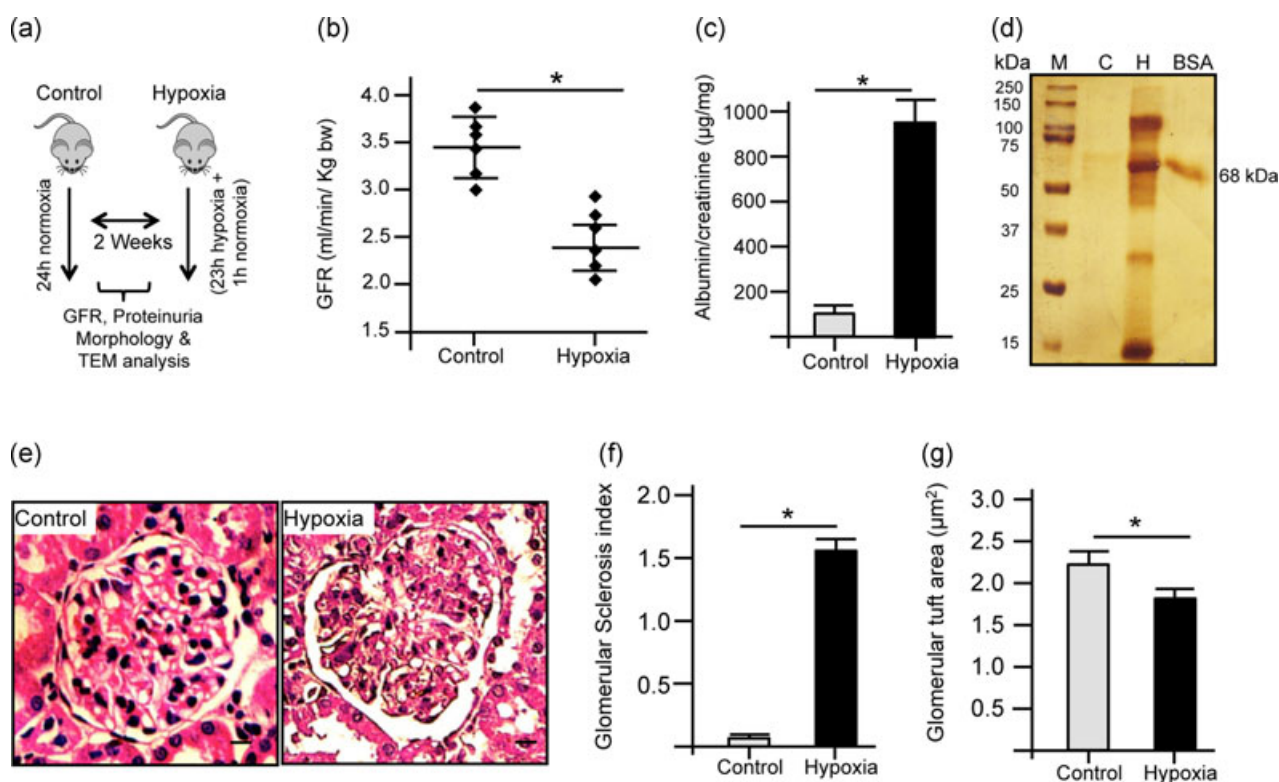 (a)
Control Hypoxia
24h normoxia
2 Weeks
(23h hypoxia +
1h normoxia)
GFR, Proteinuria
Morphology &
TEM analysis
(b)
*
GFR (ml/min/ Kg bw)
4.0
3.5
3.0
2.5
2.0
1.5
Control Hypoxia
(c)
*
Albumin/creatinine (µg/mg)
1000
800
600
400
200
Control Hypoxia
(d)
kDa M C H BSA
250
150
100
75
50
37
25
15
68 kDa
(e)
Control
Hypoxia
(f)
*
Glomerular Sclerosis index
2.0
1.5
1.0
0.5
Control Hypoxia
(g)
*
Glomerular tuft area (µm²)
3.0
2.5
2.0
1.5
1.0
0.5
Control Hypoxia